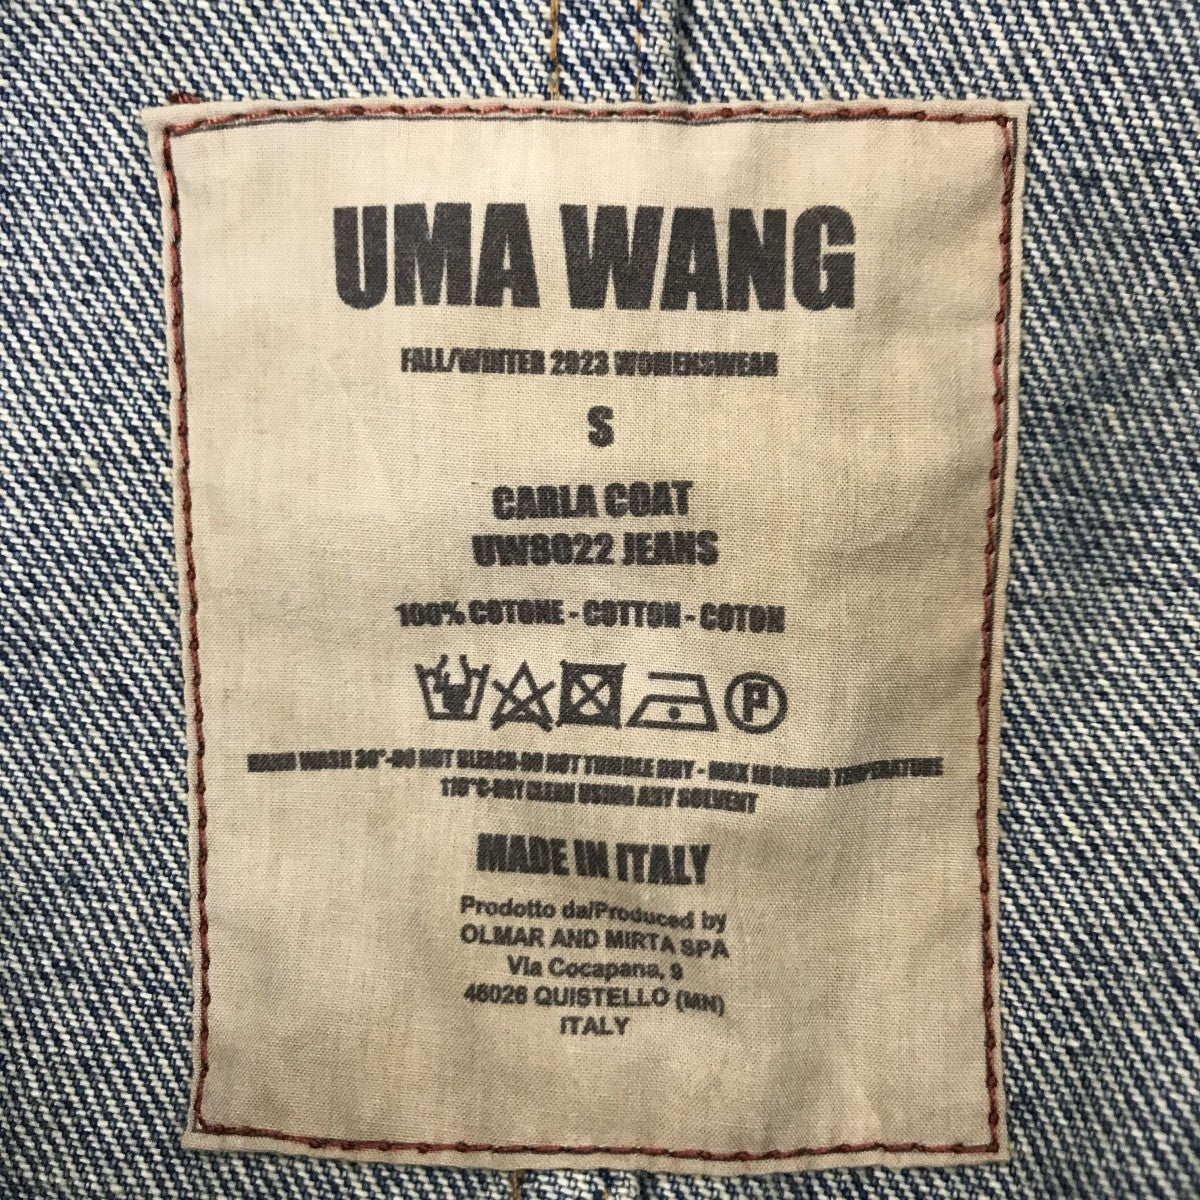 UMA WANG
FALL/WINTER 2023 WOMENSWEAR
S
CARLA COAT
UW8022 JEANS
100% COTONE - COTTON - COTON
P
HAND WASH 30°-DO NOT BLEACH-DO NOT TUMBLE DRY - MAX IRONING TEMPERATURE
110°C-DRY CLEAN USING ANY SOLVENT
MADE IN ITALY
Prodotto da/Produced by
OLMAR AND MIRTA SPA
Via Cocapana, 9
46026 QUISTELLO (MN)
ITALY